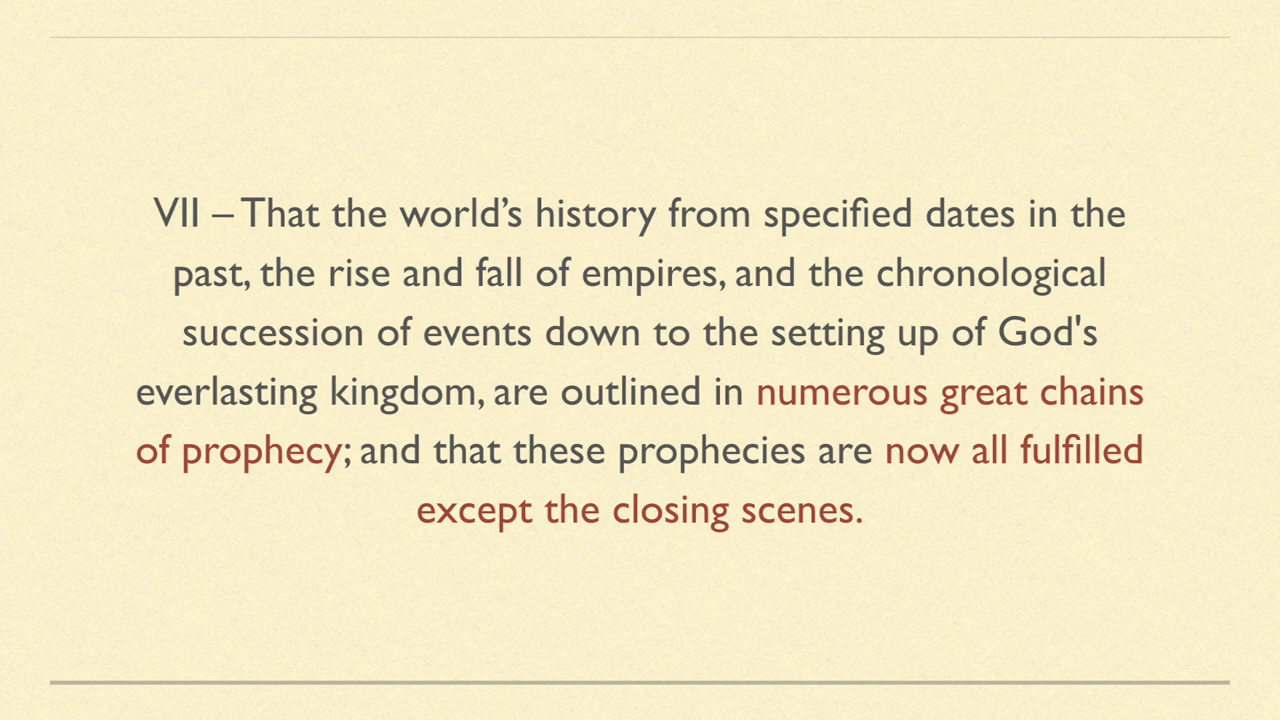 VII – That the world’s history from specified dates in the
past, the rise and fall of empires, and the chronological
succession of events down to the setting up of God's
everlasting kingdom, are outlined in numerous great chains
of prophecy; and that these prophecies are now all fulfilled
except the closing scenes.